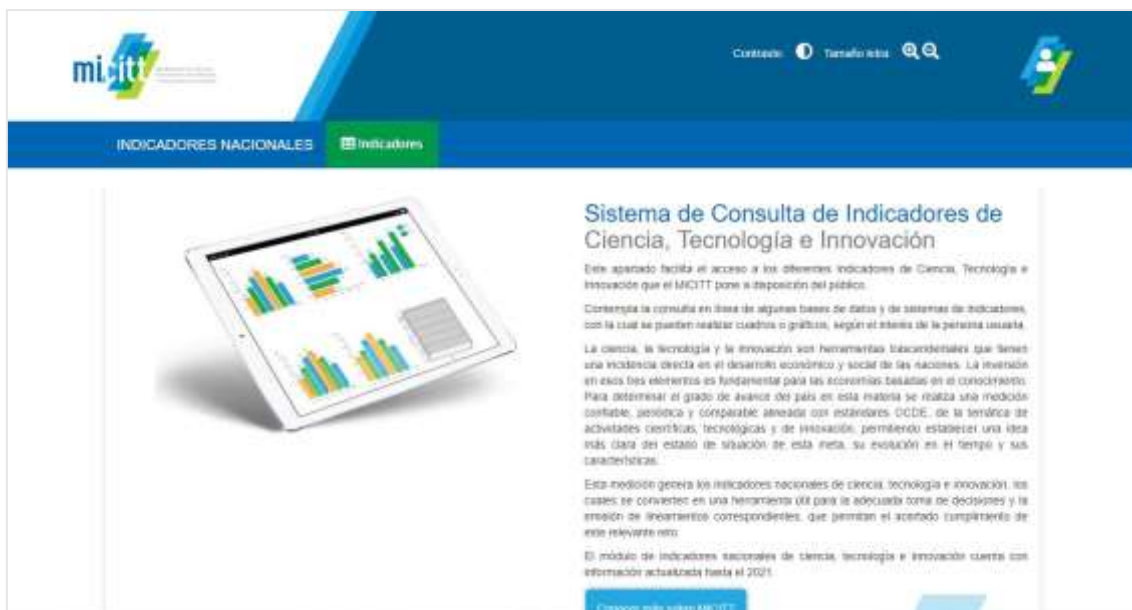 micitt
Contraste Tamaño letra
INDICADORES NACIONALES Indicadores
Sistema de Consulta de Indicadores de
Ciencia, Tecnología e Innovación
Este apartado facilita el acceso a los diferentes Indicadores de Ciencia, Tecnología e
Innovación que el MICITT pone a disposición del público.
Contempla la consulta en línea de algunas bases de datos y de sistemas de indicadores,
con la cual se pueden realizar cuadros o gráficos, según el interés de la persona usuaria.
La ciencia, la tecnología y la innovación son herramientas trascendentales que tienen
una incidencia directa en el desarrollo económico y social de las naciones. La inversión
en esos tres elementos es fundamental para las economías basadas en el conocimiento.
Para determinar el grado de avance del país en esta materia se realiza una medición
confiable, periódica y comparable alineada con estándares OCDE, de la temática de
actividades científicas, tecnológicas y de innovación, permitiendo establecer una idea
más clara del estado de situación de esta meta, su evolución en el tiempo y sus
características.
Esta medición genera los indicadores nacionales de ciencia, tecnología e innovación, los
cuales se convierten en una herramienta útil para la adecuada toma de decisiones y la
emisión de lineamientos correspondientes, que permitan el acertado cumplimiento de
este relevante reto.
El módulo de indicadores nacionales de ciencia, tecnología e innovación cuenta con
información actualizada hasta el 2021.
Conocer más sobre MICITT